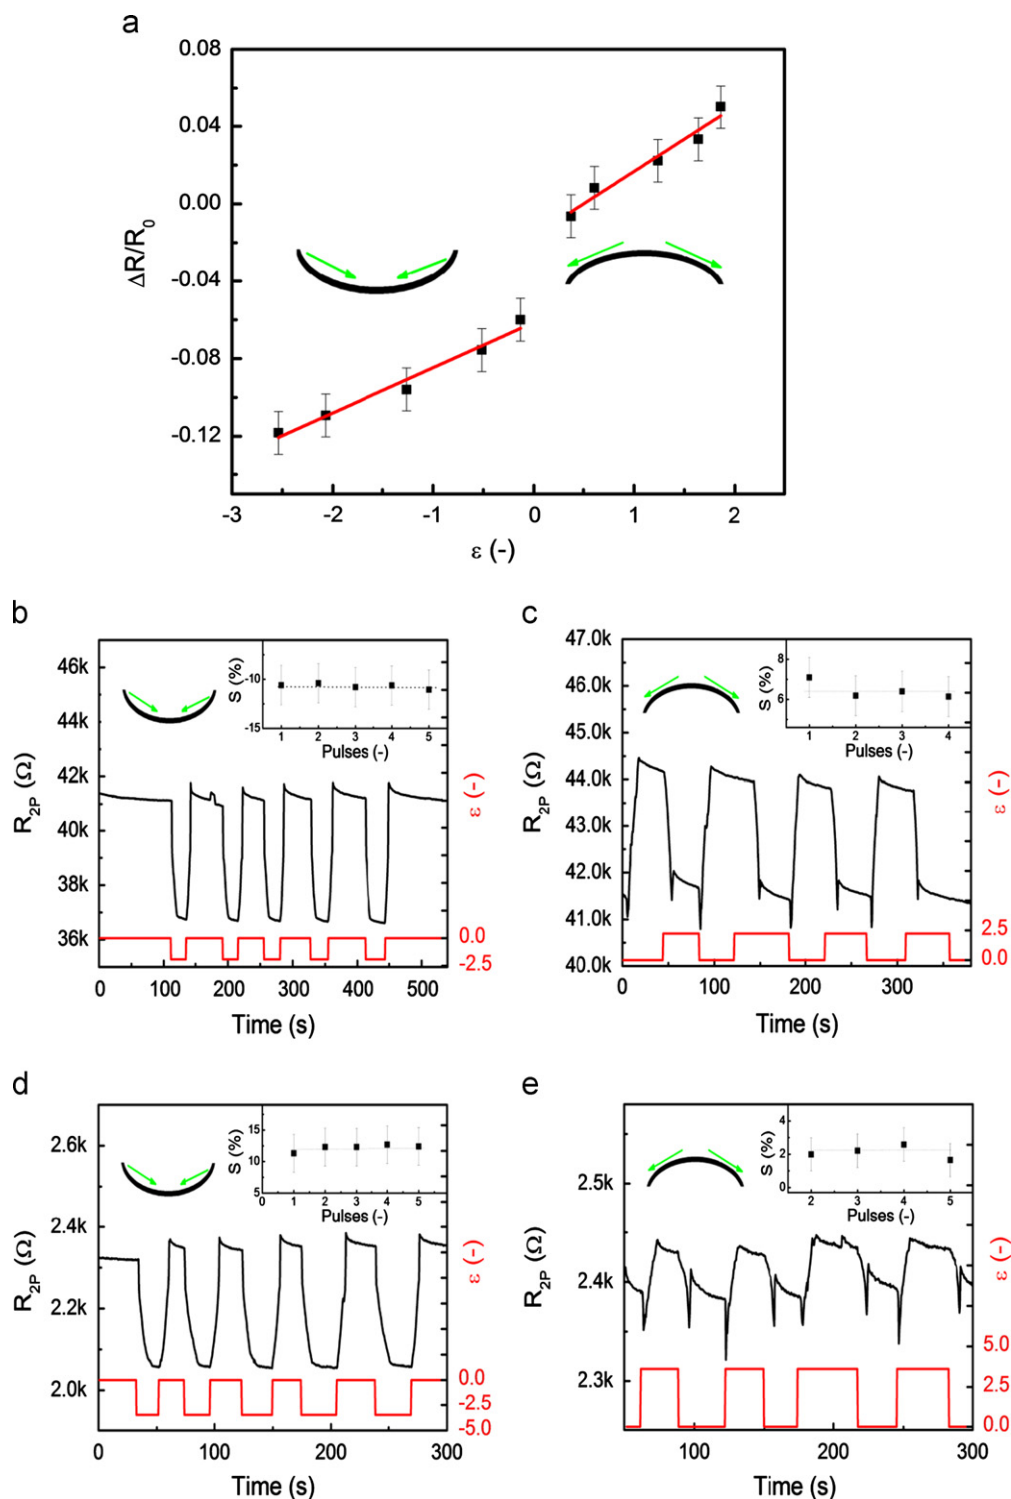 a
0.08
0.04
0.00
-0.04
-0.08
-0.12
ΔR/R0
-3 -2 -1 0 1 2
ε (-)
b
46k
44k
41k
40k
38k
36k
R2P (Ω)
-10
-15
S (%)
1 2 3 4 5
Pulses (-)
ε (-)
0.0
-2.5
0 100 200 300 400 500
Time (s)
c
47.0k
46.0k
45.0k
44.0k
43.0k
42.0k
41.0k
40.0k
R2P (Ω)
8
6
S (%)
1 2 3 4
Pulses (-)
ε (-)
2.5
0.0
0 100 200 300
Time (s)
d
2.6k
2.4k
2.2k
2.0k
R2P (Ω)
15
10
5
S (%)
0 1 2 3 4 5
Pulses (-)
ε (-)
0.0
-2.5
-5.0
0 100 200 300
Time (s)
e
2.5k
2.4k
2.3k
R2P (Ω)
4
2
0
S (%)
2 3 4 5
Pulses (-)
ε (-)
5.0
2.5
0.0
100 200 300
Time (s)